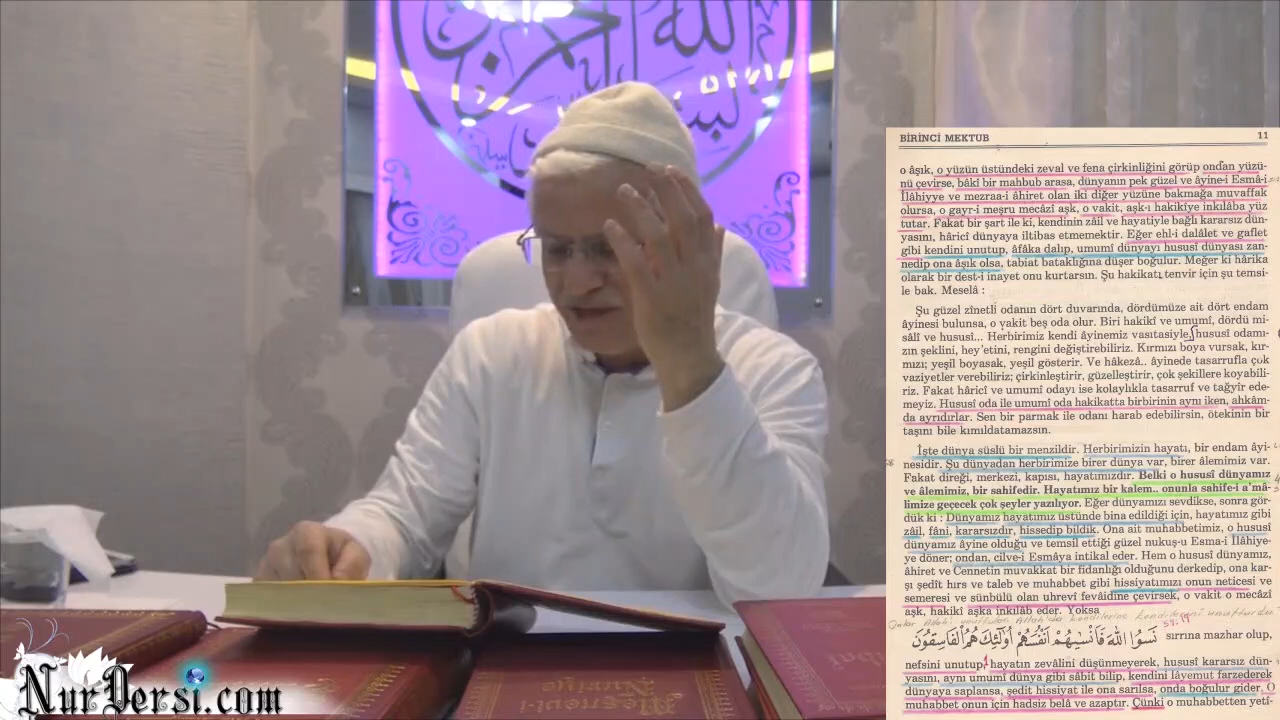 BİRİNCİ MEKTUB 11
o âşık, o yüzün üstündeki zeval ve fena çirkinliğini görüp ondan yüzü-
nü çevirse, bâki bir mahbub arasa, dünyanın pek güzel ve âyine-i Esmâ-i
İlâhiyye ve mezraa-i âhiret olan iki diğer yüzüne bakmağa muvaffak
olursa, o gayr-i meşru mecâzî aşk, o vakit, aşk-ı hakikîye inkılâba yüz
tutar. Fakat bir şart ile ki, kendinin zâil ve hayatiyle bağlı kararsız dün-
yasını, hâricî dünyaya iltibas etmemektir. Eğer ehl-i dalâlet ve gaflet
gibi kendini unutup, âfâka dalıp, umumî dünyayı hususî dünyası zan-
nedip ona âşık olsa, tabiat bataklığına düşer boğulur. Meğer ki hârika
olarak bir dest-i inayet onu kurtarsın. Şu hakikatı tenvir için şu temsi-
le bak. Meselâ :
Şu güzel zînetli odanın dört duvarında, dördümüze ait dört endam
âyinesi bulunsa, o vakit beş oda olur. Biri hakikî ve umumî, dördü mi-
sâlî ve hususî... Herbirimiz kendi âyinemiz vasıtasiyle, hususî odamı-
zın şeklini, hey'etini, rengini değiştirebiliriz. Kırmızı boya vursak, kır-
mızı; yeşil boyasak, yeşil gösterir. Ve hâkezâ.. âyinede tasarrufla çok
vaziyetler verebiliriz; çirkinleştirir, güzelleştirir, çok şekillere koyabili-
riz. Fakat hâricî ve umumî odayı ise kolaylıkla tasarruf ve tağyir ede-
meyiz. Hususî oda ile umumî oda hakikatta birbirinin aynı iken, ahkâm-
da ayrıdırlar. Sen bir parmak ile odanı harab edebilirsin, ötekinin bir
taşını bile kımıldatamazsın.
İşte dünya süslü bir menzildir. Herbirimizin hayatı, bir endam âyi-
nesidir. Şu dünyadan herbirimize birer dünya var, birer âlemimiz var.
Fakat direği, merkezi, kapısı, hayatımızdır. Belki o hususî dünyamız
ve âlemimiz, bir sahifedir. Hayatımız bir kalem.. onunla sahife-i a'mâ-
limize geçecek çok şeyler yazılıyor. Eğer dünyamızı sevdikse, sonra gör-
dük ki : Dünyamız hayatımız üstünde bina edildiği için, hayatımız gibi
zâil, fâni, kararsızdır, hissedip bildik. Ona ait muhabbetimiz, o hususî
dünyamız âyine olduğu ve temsil ettiği güzel nukuş-u Esma-i İlâhiye-
ye döner; ondan, cilve-i Esmâya intikal eder. Hem o hususî dünyamız,
âhiret ve Cennetin muvakkat bir fidanlığı olduğunu derkedip, ona kar-
şı şedit hırs ve taleb ve muhabbet gibi hissiyatımızı onun neticesi ve
semeresi ve sünbülü olan uhrevî fevâidine çevirsek, o vakit o mecâzî
aşk, hakikî aşka inkılâb eder. Yoksa
نَسُوا اللّٰهَ فَاَنْسٰيهُمْ اَنْفُسَهُمْ اُولٰئِكَ هُمُ الْفَاسِقُونَ sırrına mazhar olup,
nefsini unutup, hayatın zevâlini düşünmeyerek, hususî kararsız dün-
yasını, aynı umumî dünya gibi sâbit bilip, kendini lâyemut farzederek
dünyaya saplansa, şedit hissiyat ile ona sarılsa, onda boğulur gider. O
muhabbet onun için hadsiz belâ ve azaptır. Çünki o muhabbetten yeti-
NurDersi.com